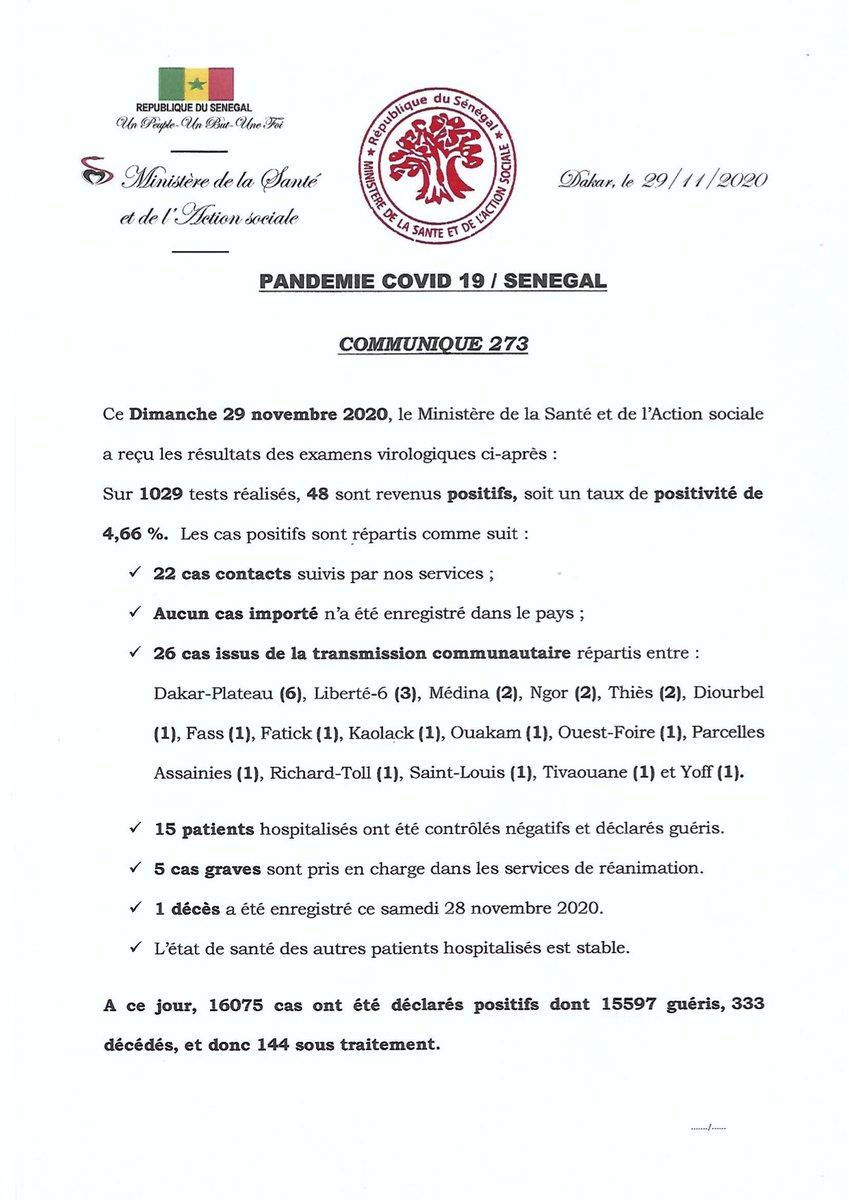 REPUBLIQUE DU SENEGAL
Un Peuple-Un But-Une Foi
Ministère de la Santé
et de l'Action sociale
★ République du Sénégal ★
MINISTERE DE LA SANTE ET DE L'ACTION SOCIALE
Dakar, le 29/11/2020
PANDEMIE COVID 19 / SENEGAL
COMMUNIQUE 273
Ce Dimanche 29 novembre 2020, le Ministère de la Santé et de l'Action sociale
a reçu les résultats des examens virologiques ci-après :
Sur 1029 tests réalisés, 48 sont revenus positifs, soit un taux de positivité de
4,66 %. Les cas positifs sont répartis comme suit :
✓ 22 cas contacts suivis par nos services ;
✓ Aucun cas importé n'a été enregistré dans le pays ;
✓ 26 cas issus de la transmission communautaire répartis entre :
Dakar-Plateau (6), Liberté-6 (3), Médina (2), Ngor (2), Thiès (2), Diourbel
(1), Fass (1), Fatick (1), Kaolack (1), Ouakam (1), Ouest-Foire (1), Parcelles
Assainies (1), Richard-Toll (1), Saint-Louis (1), Tivaouane (1) et Yoff (1).
✓ 15 patients hospitalisés ont été contrôlés négatifs et déclarés guéris.
✓ 5 cas graves sont pris en charge dans les services de réanimation.
✓ 1 décès a été enregistré ce samedi 28 novembre 2020.
✓ L'état de santé des autres patients hospitalisés est stable.
A ce jour, 16075 cas ont été déclarés positifs dont 15597 guéris, 333
décédés, et donc 144 sous traitement.
......./......